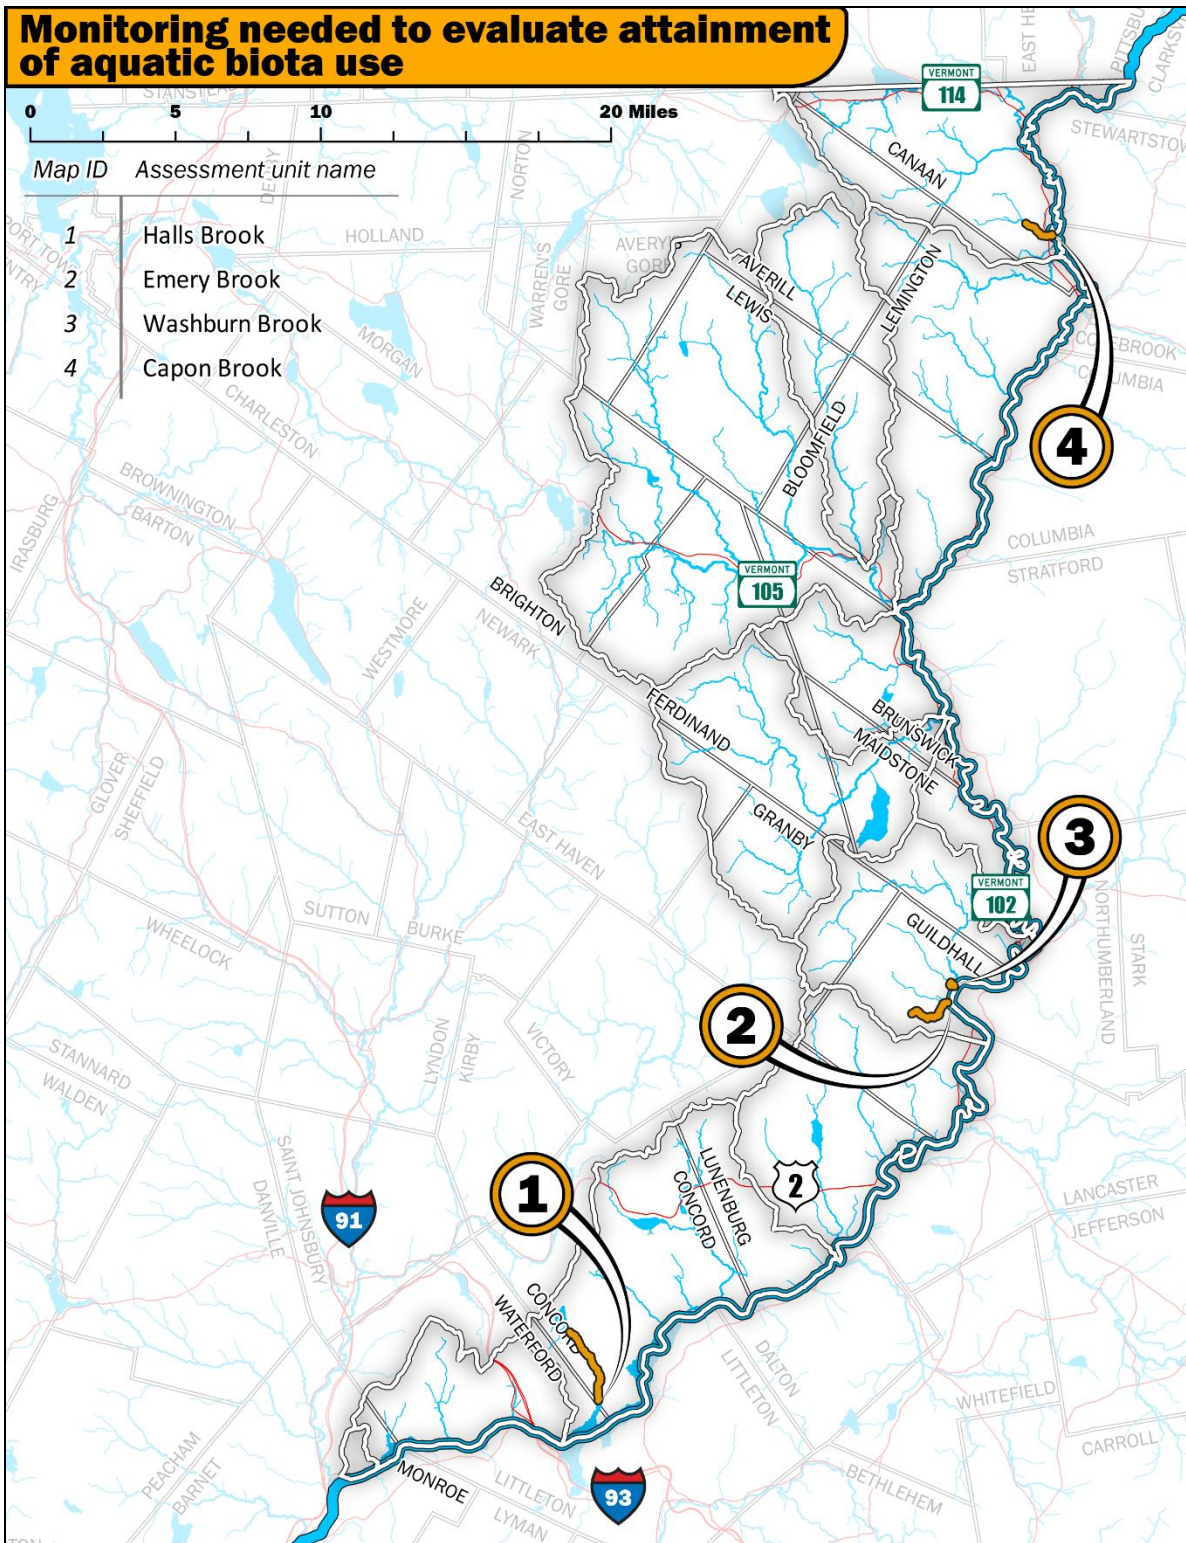 Monitoring needed to evaluate attainment
of aquatic biota use
0 5 10 20 Miles
Map ID Assessment unit name
1 Halls Brook
2 Emery Brook
3 Washburn Brook
4 Capon Brook
VERMONT
114
CANAAN
STEWARTSTOW
NORTON
HOLLAND
WARREN'S
GORE
AVERY
GORE
AVERILL
LEWIS
LEMINGTON
COLEBROOK
COLUMBIA
MORGAN
CHARLESTON
4
BLOOMFIELD
BROWNINGTON
BARTON
IRASBURG
COLUMBIA
STRATFORD
VERMONT
105
BRIGHTON
NEWARK
WESTMORE
FERDINAND
BRUNSWICK
MAIDSTONE
GLOVER
SHEFFIELD
GRANBY
EAST HAVEN
3
VERMONT
102
GUILDHALL
NORTHUMBERLAND
STARK
SUTTON
BURKE
WHEELOCK
2
VICTORY
LYNDON
KIRBY
STANNARD
WALDEN
SAINT JOHNSBURY
DANVILLE
91
1
LUNENBURG
CONCORD
2
LANCASTER
JEFFERSON
CONCORD
WATERFORD
DALTON
LITTLETON
WHITEFIELD
CARROLL
PEACHAM
BARNET
MONROE
LITTLETON
LYMAN
93
BETHLEHEM